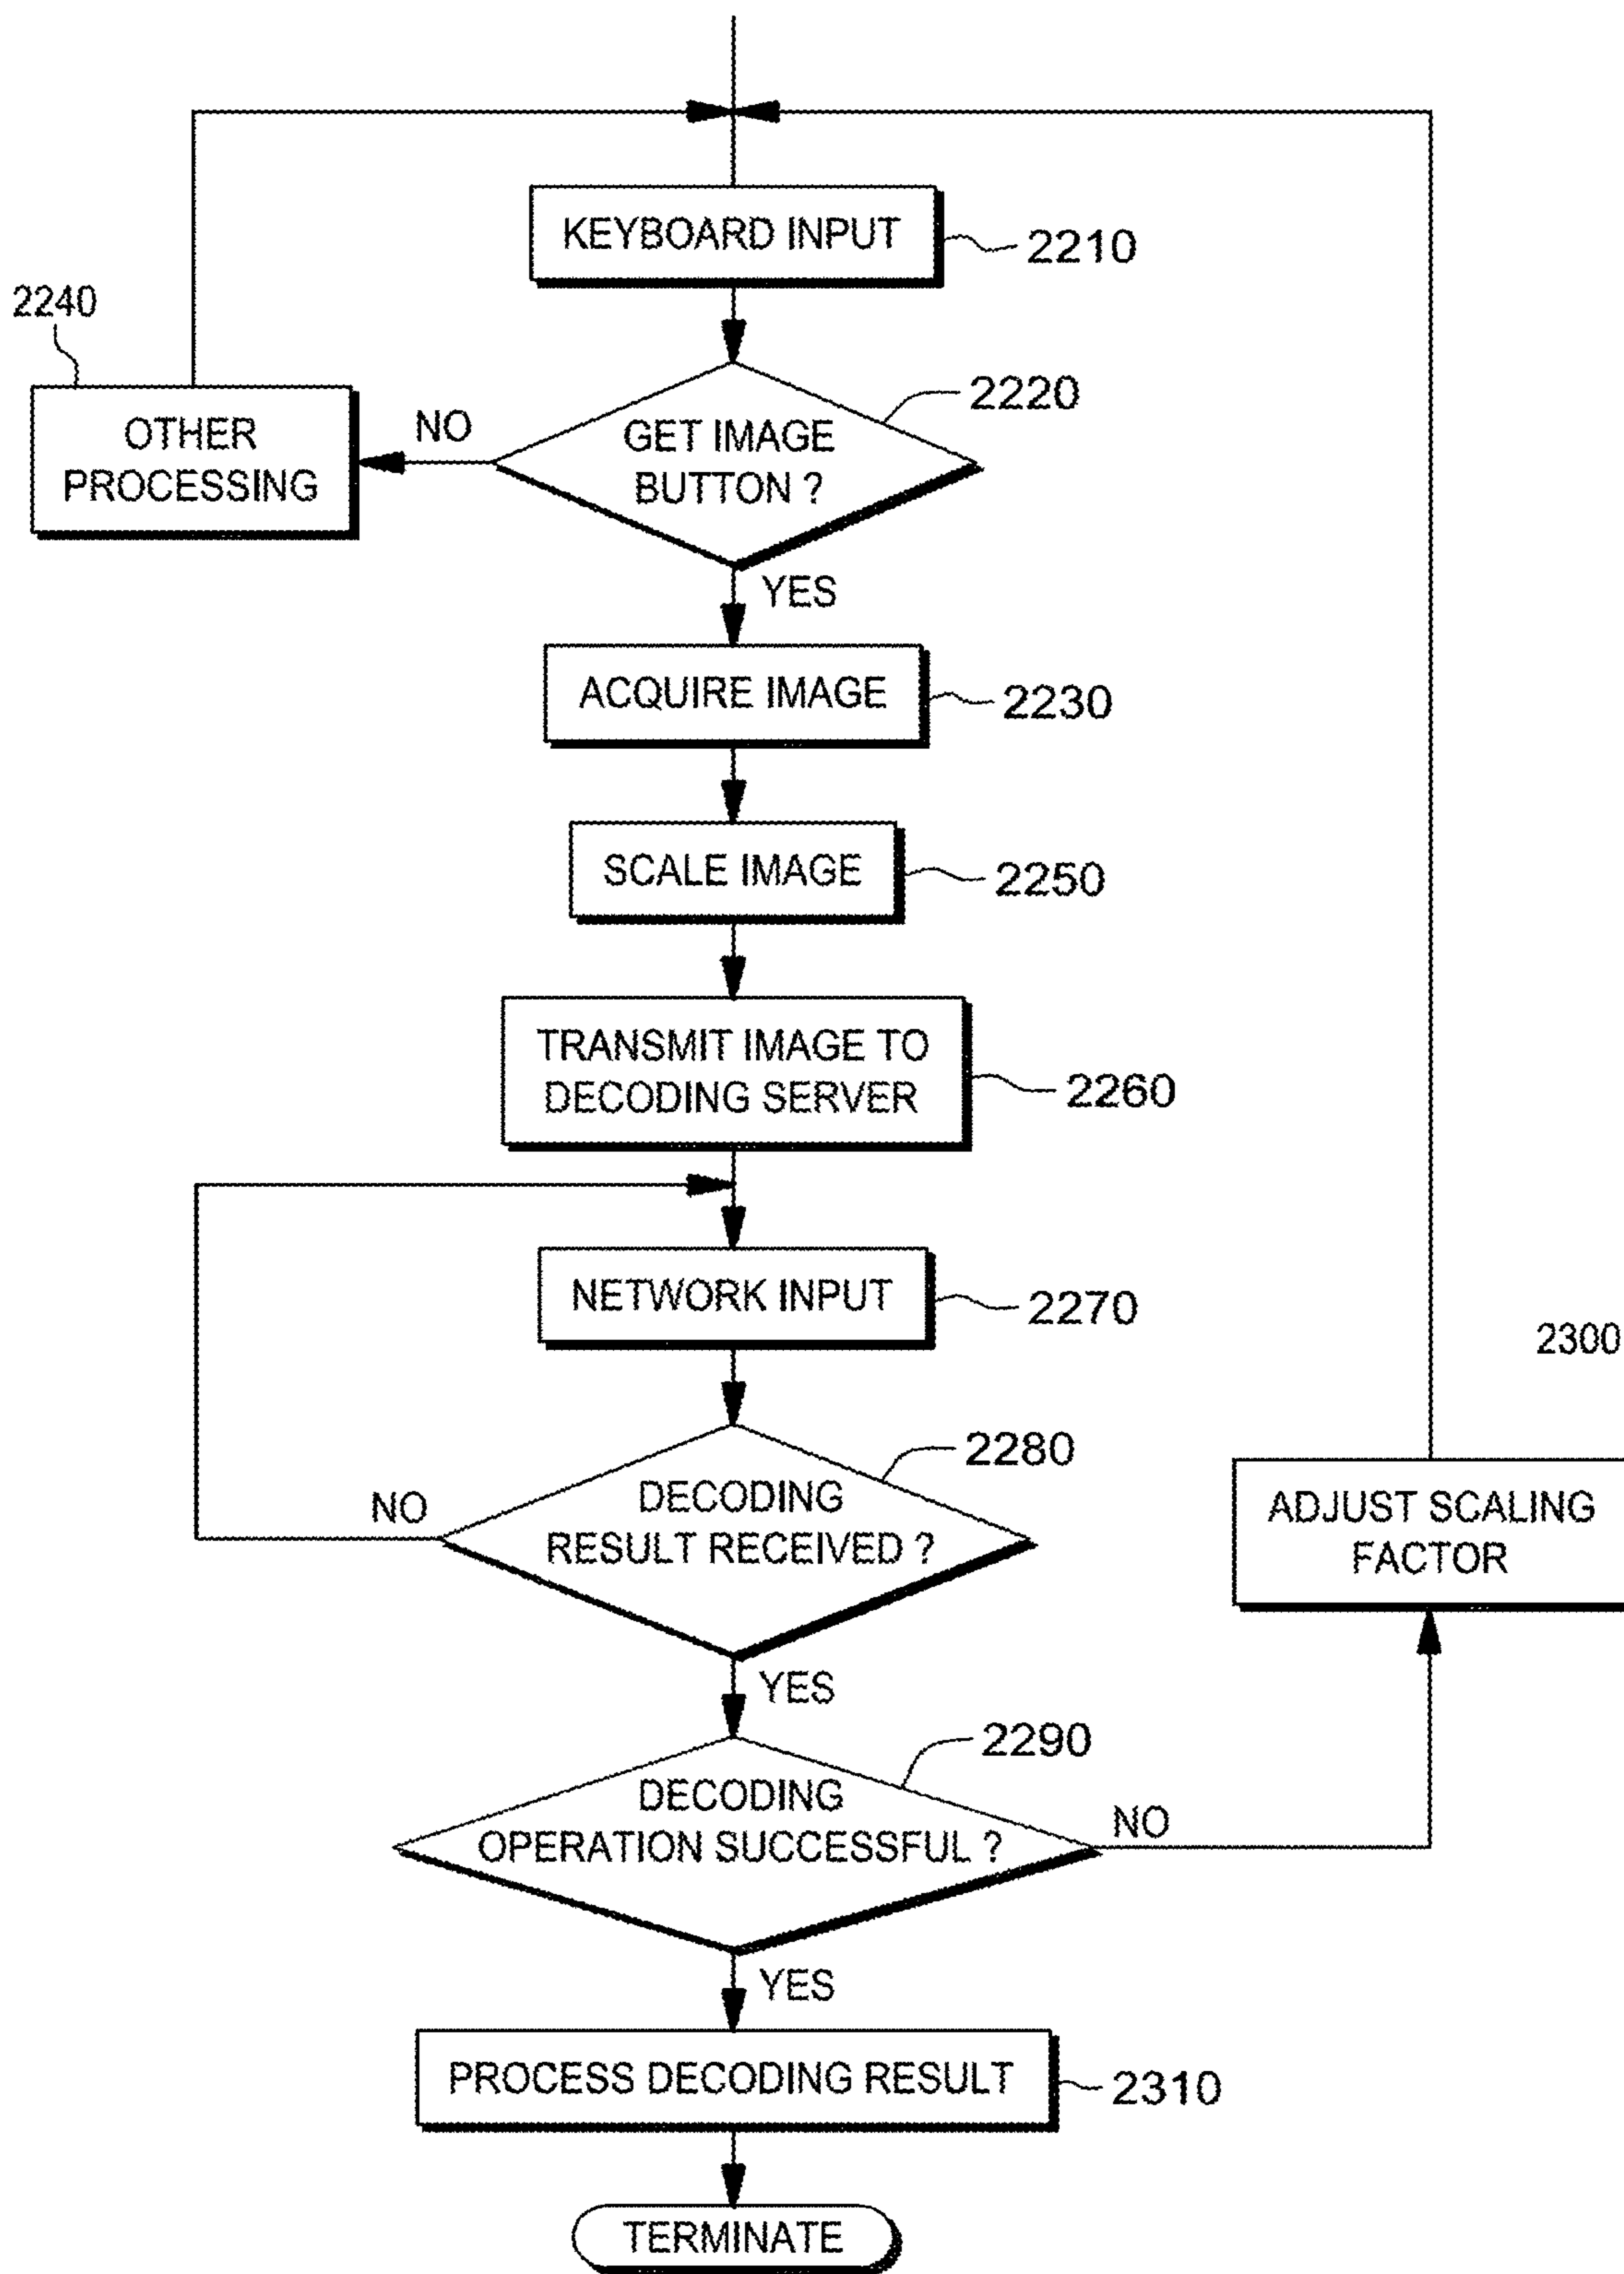 KEYBOARD INPUT
2210
2240
OTHER
PROCESSING
NO
GET IMAGE
BUTTON ?
2220
YES
ACQUIRE IMAGE
2230
SCALE IMAGE
2250
TRANSMIT IMAGE TO
DECODING SERVER
2260
NETWORK INPUT
2270
2300
DECODING
RESULT RECEIVED ?
2280
NO
ADJUST SCALING
FACTOR
YES
DECODING
OPERATION SUCCESSFUL ?
2290
NO
YES
PROCESS DECODING RESULT
2310
TERMINATE